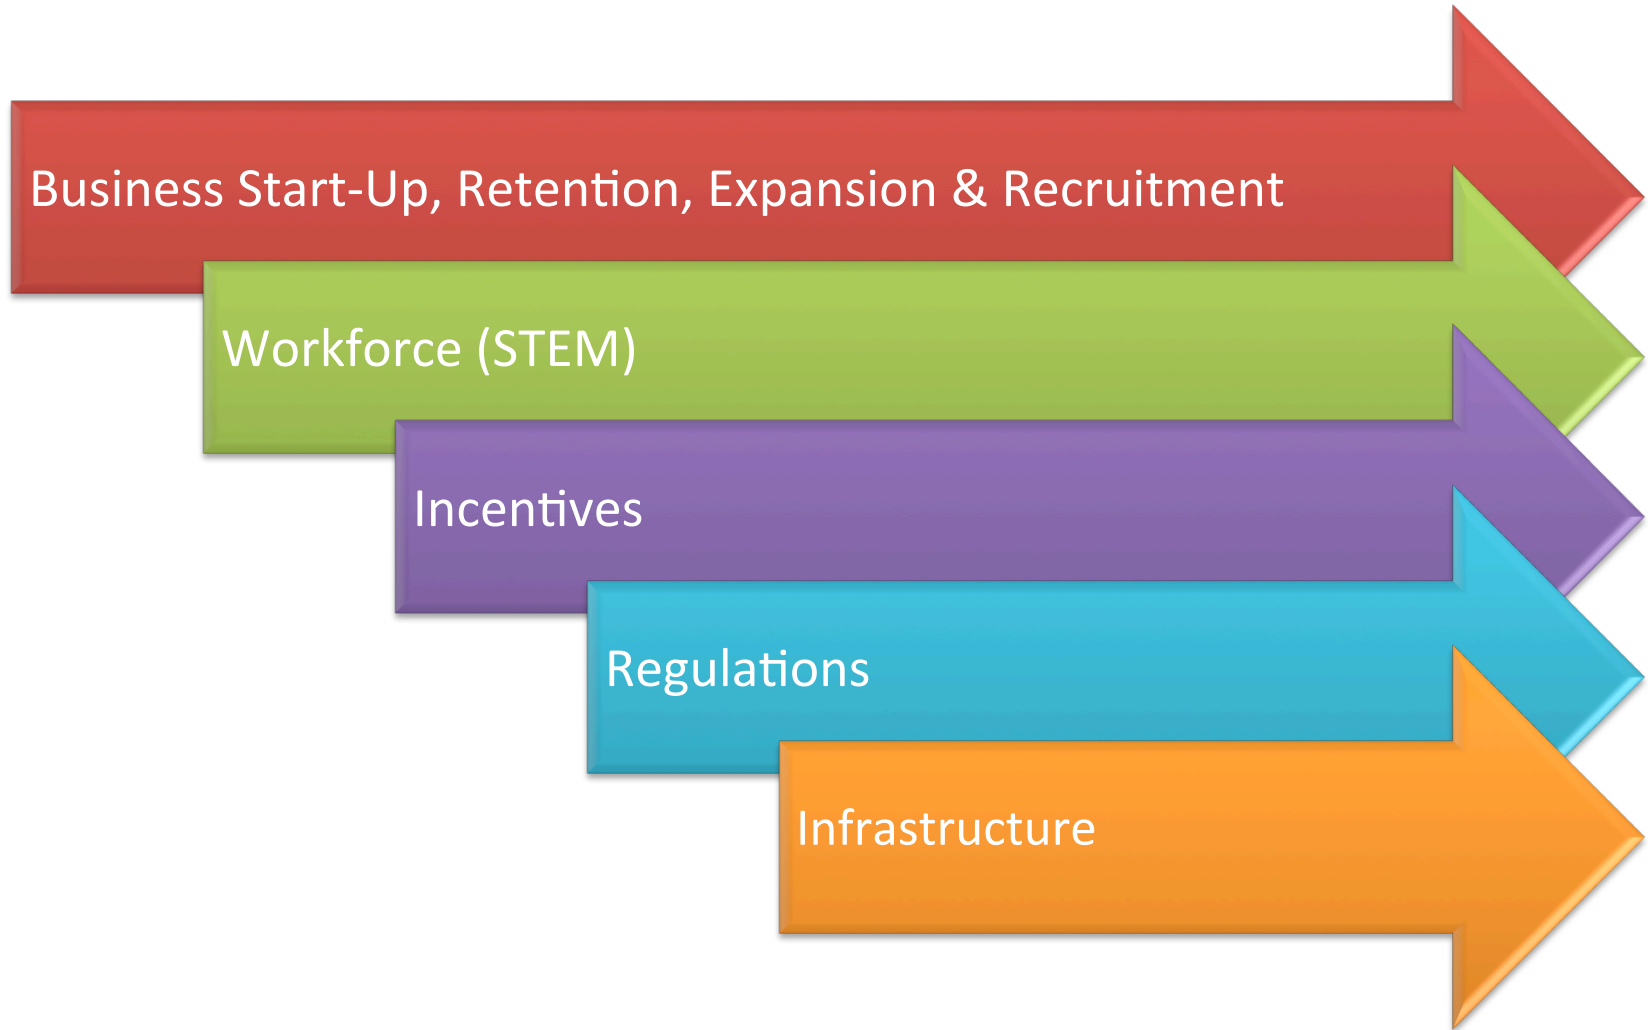 Business Start-Up, Retention, Expansion & Recruitment
Workforce (STEM)
Incentives
Regulations
Infrastructure